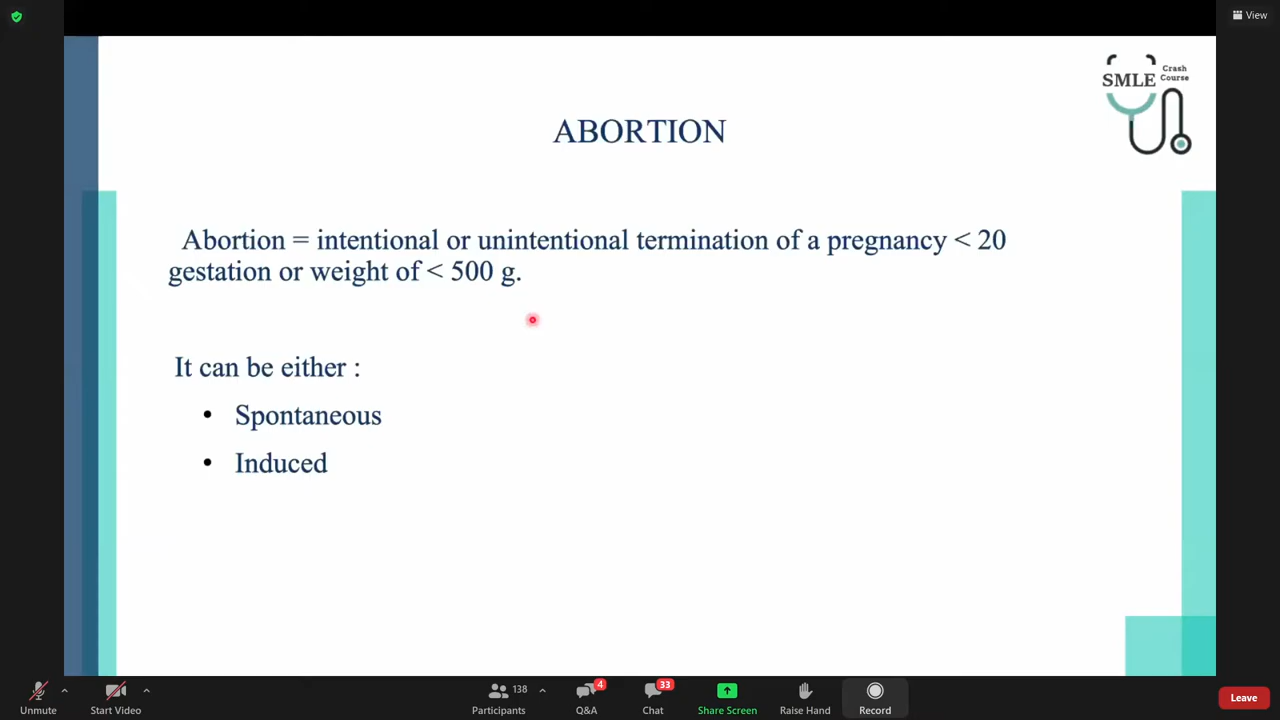 View
SMLE Crash Course
ABORTION
Abortion = intentional or unintentional termination of a pregnancy < 20
gestation or weight of < 500 g.
It can be either :
• Spontaneous
• Induced
Unmute
Start Video
138
Participants
4
Q&A
33
Chat
Share Screen
Raise Hand
Record
Leave